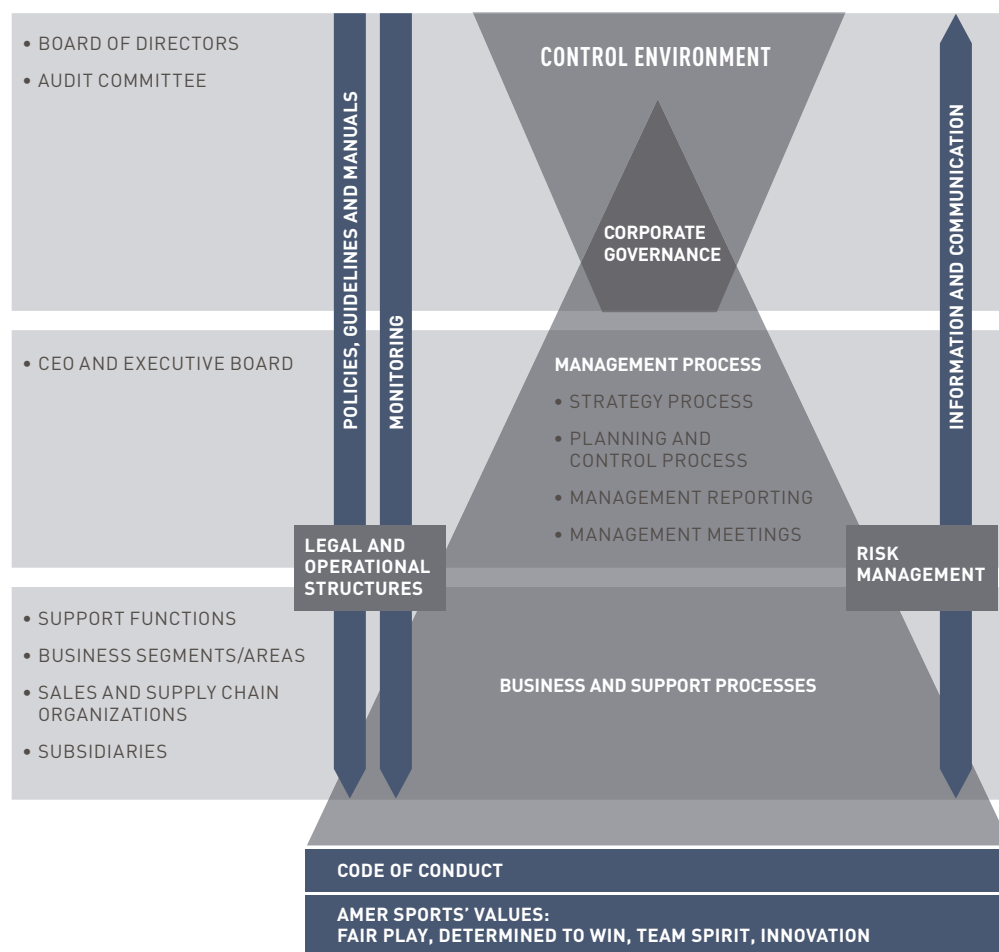 • BOARD OF DIRECTORS
• AUDIT COMMITTEE
POLICIES, GUIDELINES AND MANUALS
MONITORING
CONTROL ENVIRONMENT
CORPORATE
GOVERNANCE
INFORMATION AND COMMUNICATION
• CEO AND EXECUTIVE BOARD
MANAGEMENT PROCESS
• STRATEGY PROCESS
• PLANNING AND
CONTROL PROCESS
• MANAGEMENT REPORTING
• MANAGEMENT MEETINGS
LEGAL AND
OPERATIONAL
STRUCTURES
RISK
MANAGEMENT
• SUPPORT FUNCTIONS
• BUSINESS SEGMENTS/AREAS
• SALES AND SUPPLY CHAIN
ORGANIZATIONS
• SUBSIDIARIES
BUSINESS AND SUPPORT PROCESSES
CODE OF CONDUCT
AMER SPORTS’ VALUES:
FAIR PLAY, DETERMINED TO WIN, TEAM SPIRIT, INNOVATION